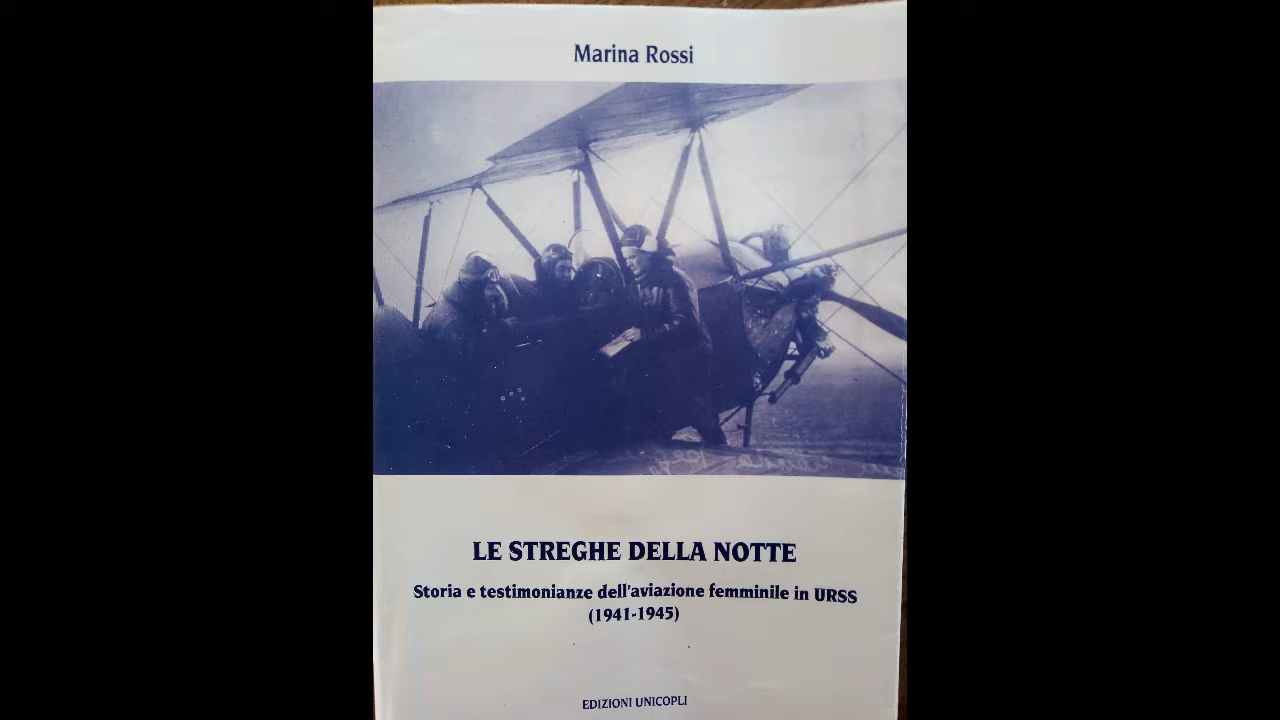 Marina Rossi
LE STREGHE DELLA NOTTE
Storia e testimonianze dell'aviazione femminile in URSS
(1941-1945)
EDIZIONI UNICOPLI